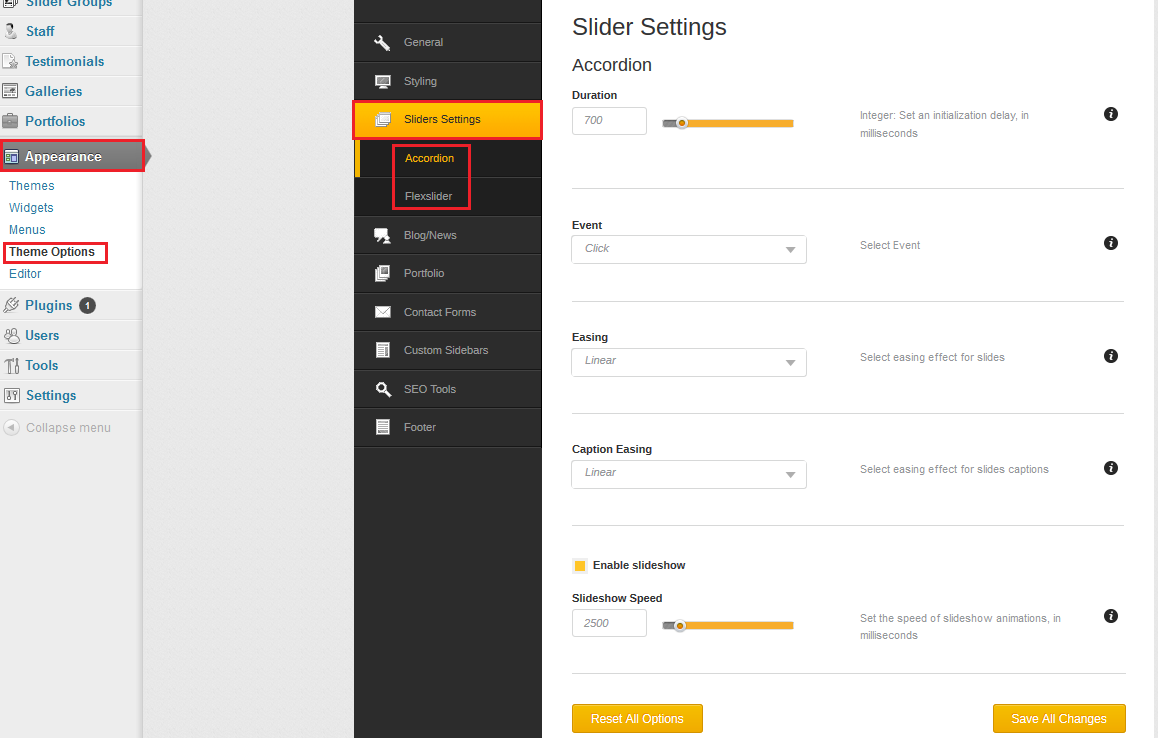 Slider Groups
Staff
Testimonials
Galleries
Portfolios
Appearance
Themes
Widgets
Menus
Theme Options
Editor
Plugins 1
Users
Tools
Settings
Collapse menu
General
Styling
Sliders Settings
Accordion
Flexslider
Blog/News
Portfolio
Contact Forms
Custom Sidebars
SEO Tools
Footer
Slider Settings
Accordion
Duration
700
Integer: Set an initialization delay, in
milliseconds
Event
Click
Select Event
Easing
Linear
Select easing effect for slides
Caption Easing
Linear
Select easing effect for slides captions
Enable slideshow
Slideshow Speed
2500
Set the speed of slideshow animations, in
milliseconds
Reset All Options
Save All Changes